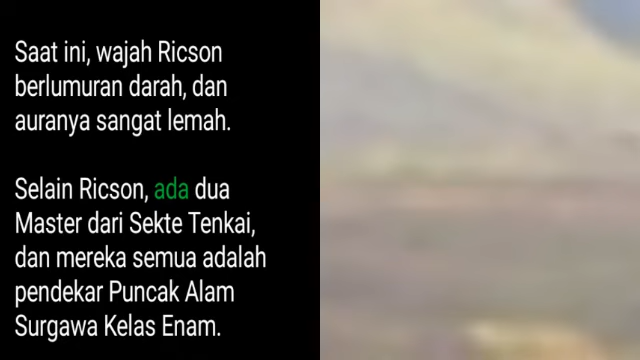 Saat ini, wajah Ricson
berlumuran darah, dan
auranya sangat lemah.
Selain Ricson, ada dua
Master dari Sekte Tenkai,
dan mereka semua adalah
pendekar Puncak Alam
Surgawa Kelas Enam.